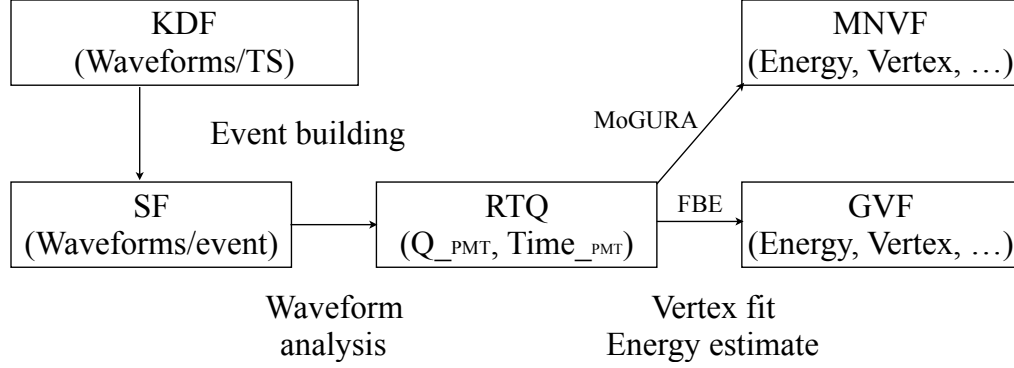 KDF
(Waveforms/TS)
MNVF
(Energy, Vertex, …)
MoGURA
Event building
SF
(Waveforms/event)
RTQ
(Q_PMT, Time_PMT)
FBE
GVF
(Energy, Vertex, …)
Waveform
analysis
Vertex fit
Energy estimate